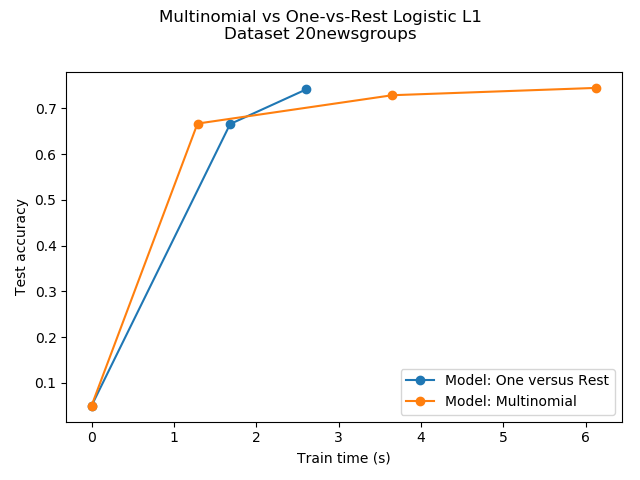 Multinomial vs One-vs-Rest Logistic L1
Dataset 20newsgroups
0.7
0.6
0.5
0.4
0.3
0.2
0.1
Test accuracy
0 1 2 3 4 5 6
Train time (s)
Model: One versus Rest
Model: Multinomial